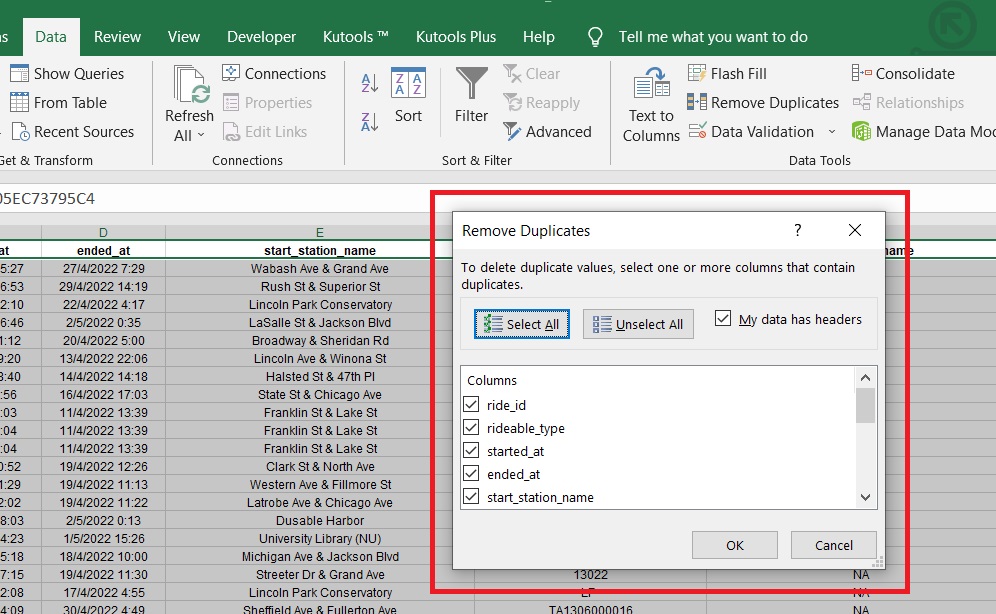 Data Review View Developer Kutools ™ Kutools Plus Help Tell me what you want to do
Show Queries
From Table
Recent Sources
Get & Transform
Refresh
All
Connections
Properties
Edit Links
Connections
Sort
Filter
Clear
Reapply
Advanced
Sort & Filter
Text to
Columns
Flash Fill
Remove Duplicates
Data Validation
Consolidate
Relationships
Manage Data Moc
Data Tools
05EC73795C4
D E
at ended_at start_station_name name
5:27 27/4/2022 7:29 Wabash Ave & Grand Ave
6:53 29/4/2022 14:19 Rush St & Superior St
2:10 22/4/2022 4:17 Lincoln Park Conservatory
6:46 2/5/2022 0:35 LaSalle St & Jackson Blvd
1:12 20/4/2022 5:00 Broadway & Sheridan Rd
9:20 13/4/2022 22:06 Lincoln Ave & Winona St
3:40 14/4/2022 14:18 Halsted St & 47th Pl
:56 16/4/2022 17:03 State St & Chicago Ave
:03 11/4/2022 13:39 Franklin St & Lake St
:04 11/4/2022 13:39 Franklin St & Lake St
:04 11/4/2022 13:39 Franklin St & Lake St
0:52 19/4/2022 12:26 Clark St & North Ave
1:29 19/4/2022 11:13 Western Ave & Fillmore St
2:02 19/4/2022 11:22 Latrobe Ave & Chicago Ave
8:03 2/5/2022 0:13 Dusable Harbor
4:23 1/5/2022 15:26 University Library (NU)
5:18 18/4/2022 10:00 Michigan Ave & Jackson Blvd
7:15 19/4/2022 11:30 Streeter Dr & Grand Ave 13022 NA
2:08 17/4/2022 4:55 Lincoln Park Conservatory LP NA
4:09 30/4/2022 4:49 Sheffield Ave & Fullerton Ave TA1306000016 NA
Remove Duplicates ?
To delete duplicate values, select one or more columns that contain
duplicates.
Select All Unselect All My data has headers
Columns
ride_id
rideable_type
started_at
ended_at
start_station_name
OK Cancel